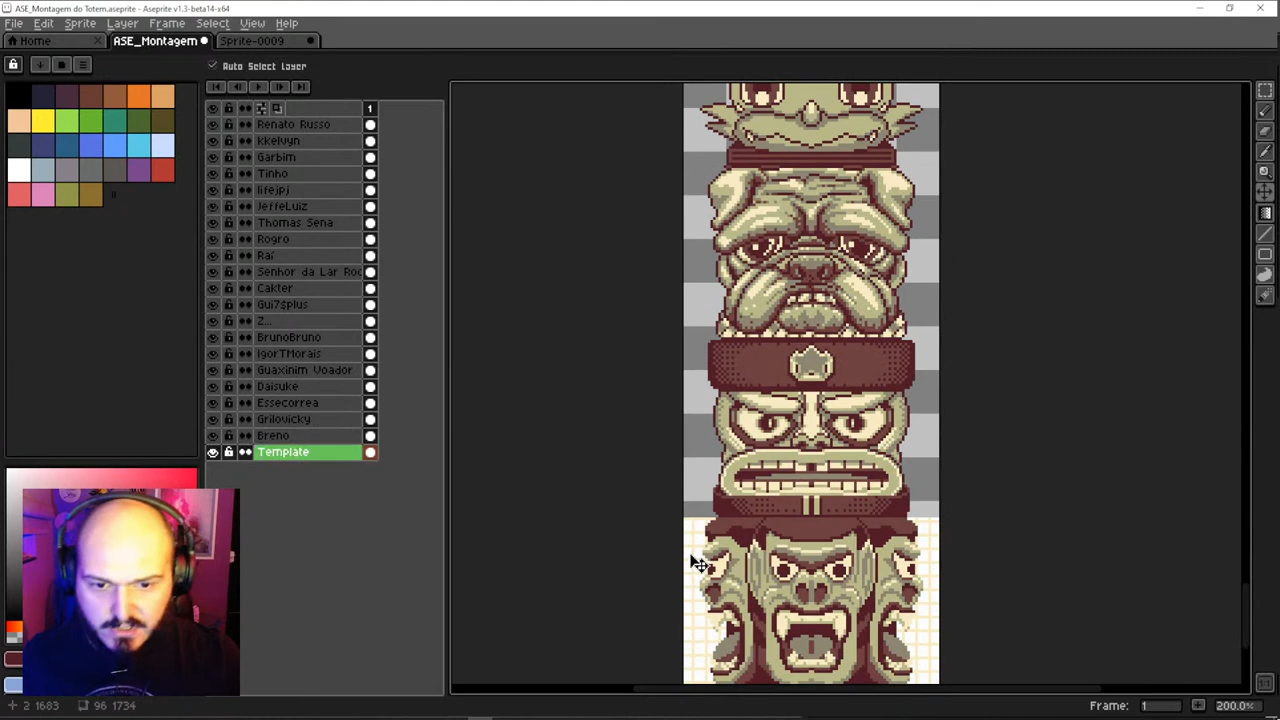 ASE_Montagem do Totem.aseprite - Aseprite v1.3-beta14-x64
File Edit Sprite Layer Frame Select View Help
Home ASE_Montagem Sprite-0009
Auto Select Layer
1
Renato Russo
kkelvyn
Garbim
Tinho
lifejpj
JeffeLuiz
Thomas Sena
Rogro
Raí
Senhor da Lar Roc
Cakter
Gui7$plus
Z...
BrunoBruno
IgorTMorais
Guaxinim Voador
Daisuke
Essecorrea
Grilovicky
Breno
Template
2 1683 96 1734 Frame: 1 200.0%